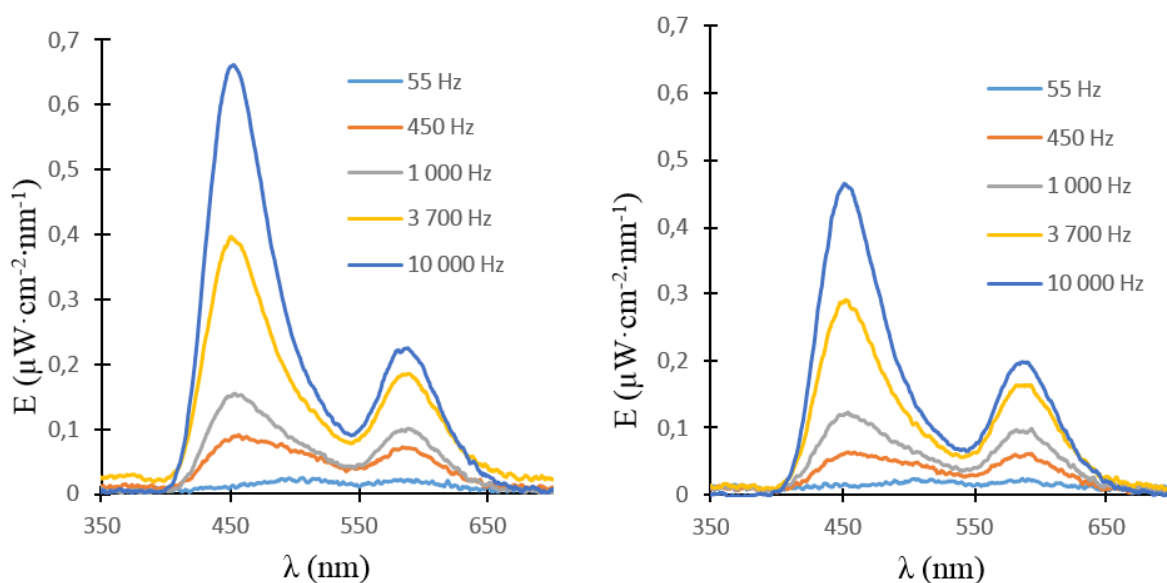 E (µW·cm-2·nm-1)
0,7
0,6
0,5
0,4
0,3
0,2
0,1
0
350 450 550 650
λ (nm)
55 Hz
450 Hz
1 000 Hz
3 700 Hz
10 000 Hz
E (µW·cm-2·nm-1)
0,7
0,6
0,5
0,4
0,3
0,2
0,1
0
350 450 550 650
λ (nm)
55 Hz
450 Hz
1 000 Hz
3 700 Hz
10 000 Hz